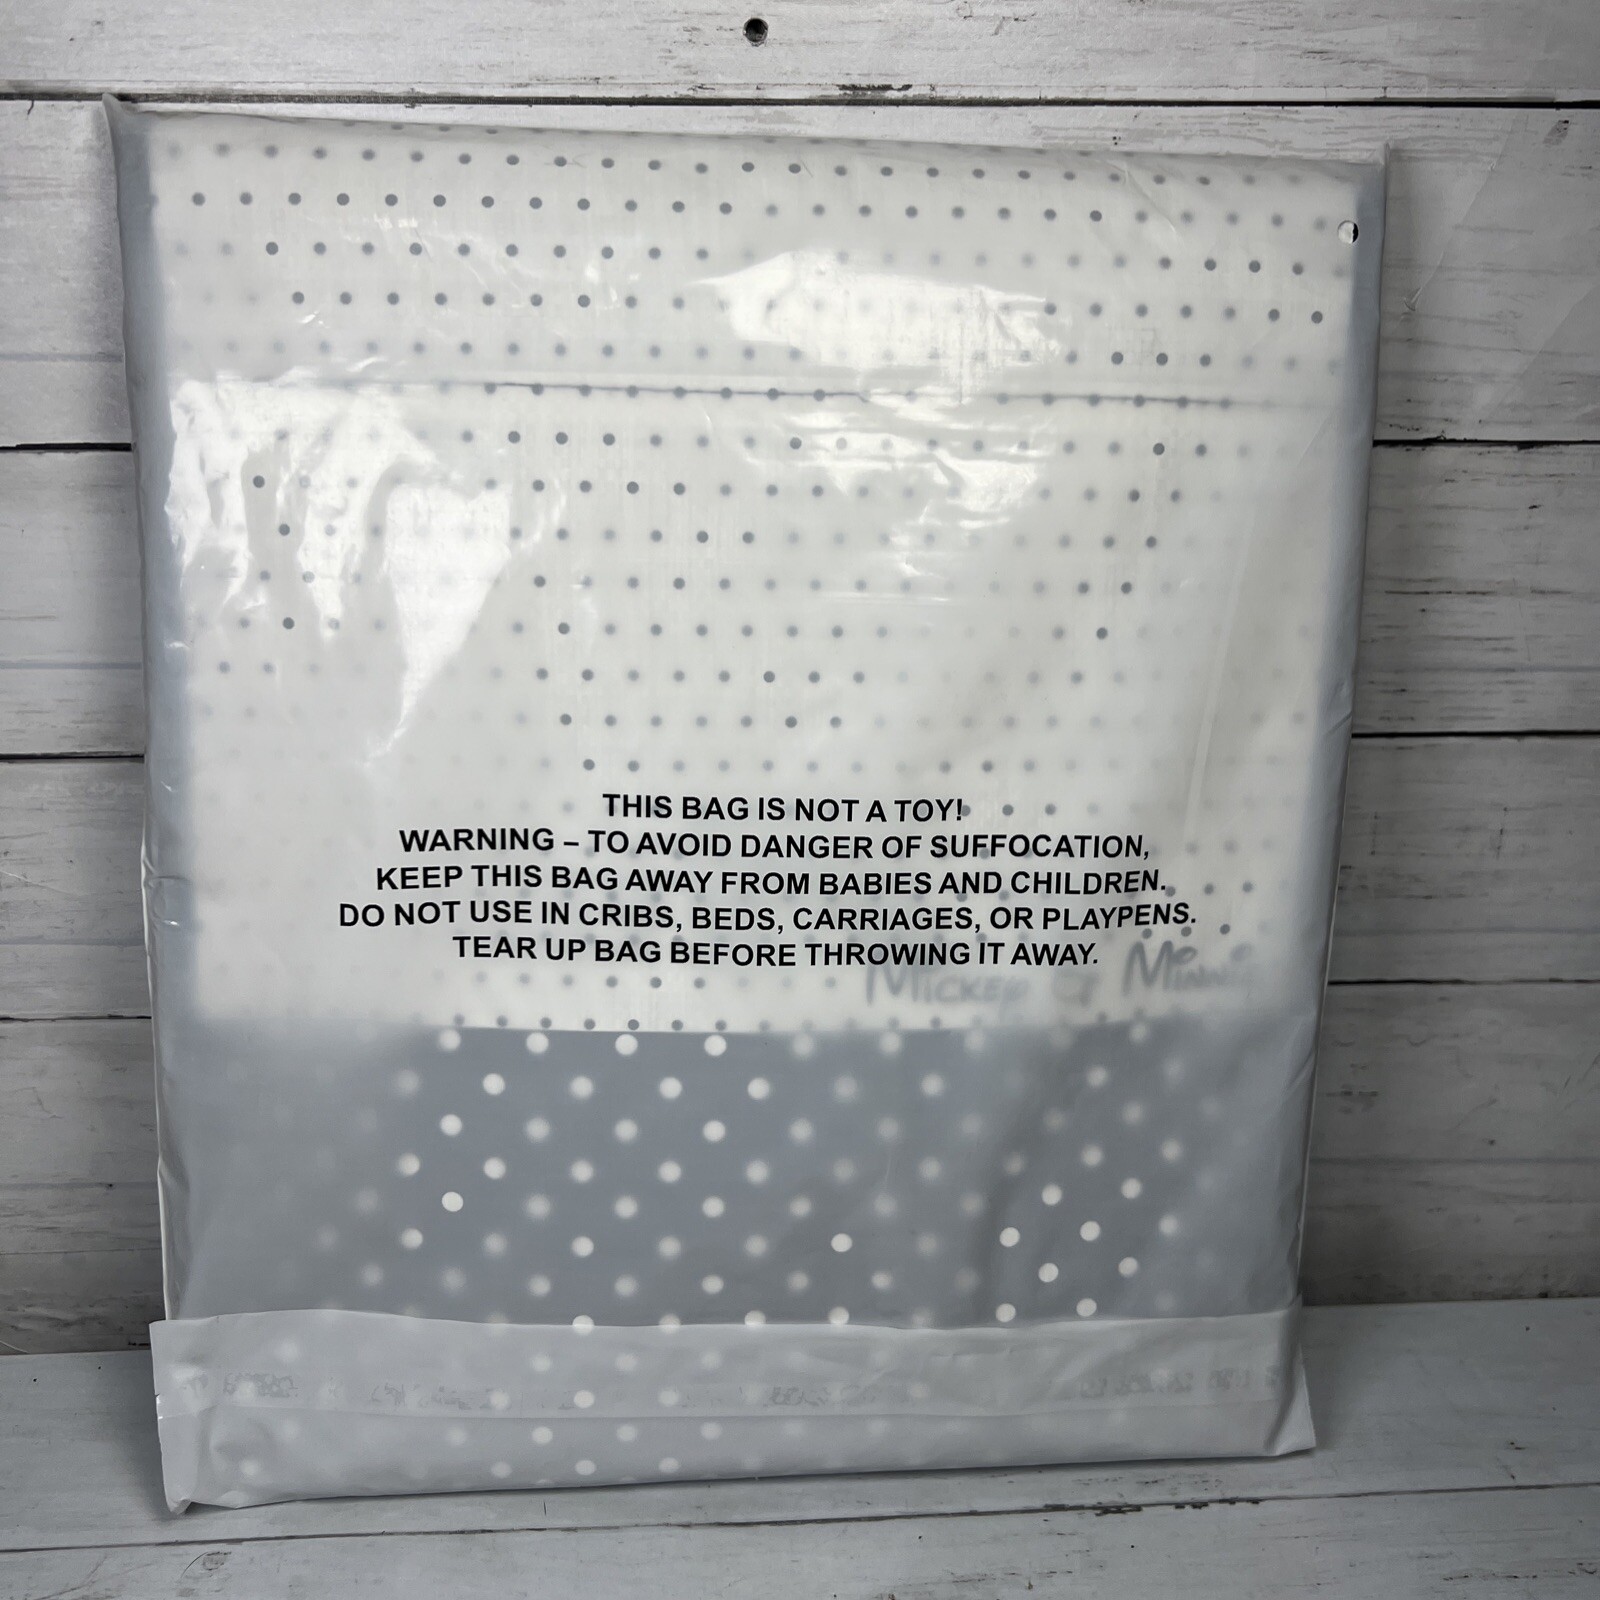 THIS BAG IS NOT A TOY!
WARNING – TO AVOID DANGER OF SUFFOCATION,
KEEP THIS BAG AWAY FROM BABIES AND CHILDREN.
DO NOT USE IN CRIBS, BEDS, CARRIAGES, OR PLAYPENS.
TEAR UP BAG BEFORE THROWING IT AWAY.
MICKEY & MINNIE